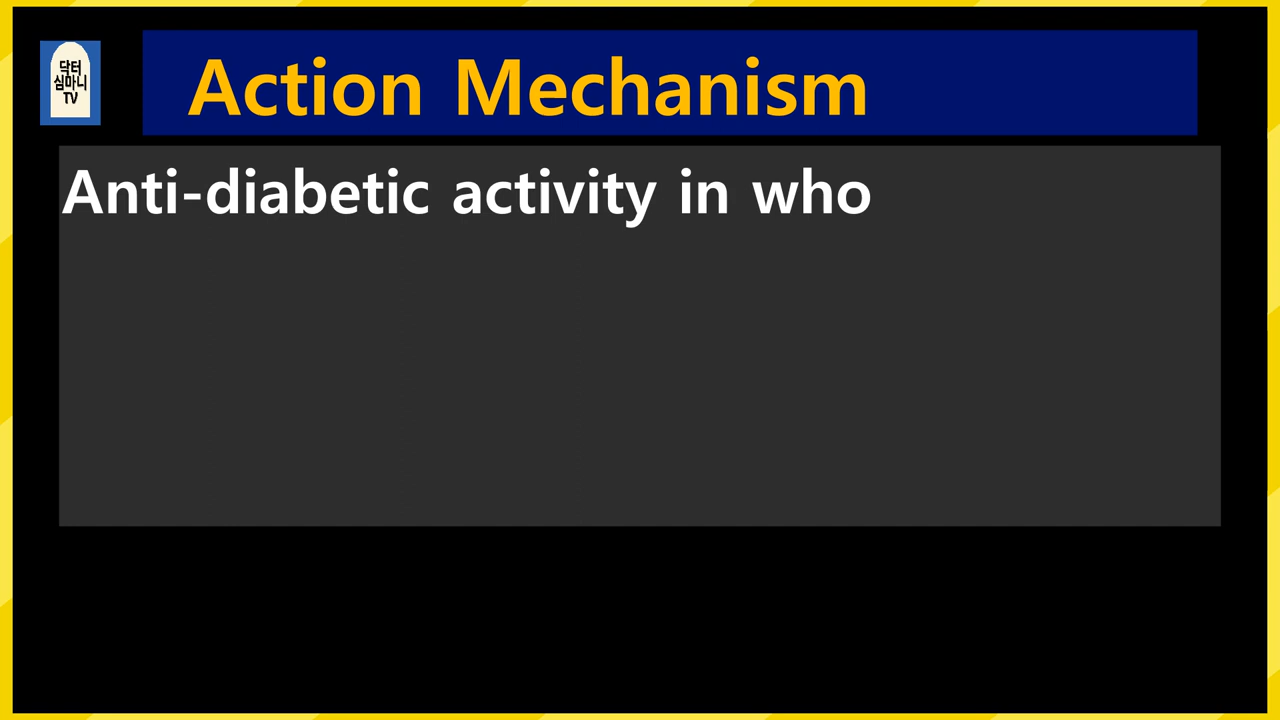 닥터
심마니
TV
Action Mechanism
Anti-diabetic activity in who